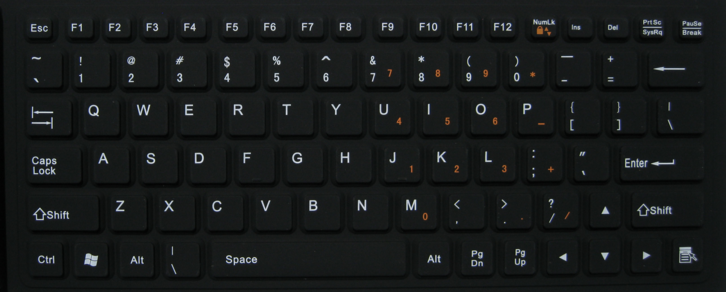 Esc F1 F2 F3 F4 F5 F6 F7 F8 F9 F10 F11 F12 NumLk Ins Del PrtSc PauSe
SysRq Break
~ ! @ # $ % ^ & * ( ) — +
` 1 2 3 4 5 6 7 7 8 8 9 9 0 * - =
Q W E R T Y U 4 I 5 O 6 P - { } |
[ ] \
Caps Lock A S D F G H J 1 K 2 L 3 : ; + " ' Enter
Shift Z X C V B N M 0 < , > . . ? / / Shift
Ctrl Alt | \ Space Alt Pg Dn Pg Up